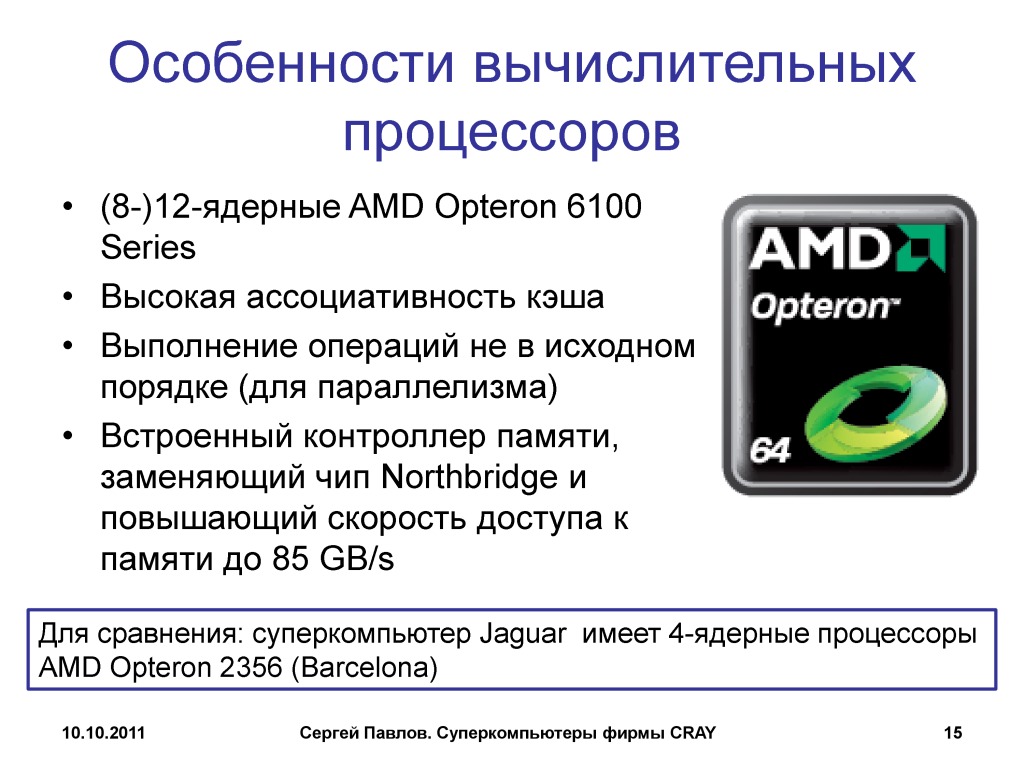 Особенности вычислительных
процессоров
• (8-)12-ядерные AMD Opteron 6100
Series
• Высокая ассоциативность кэша
• Выполнение операций не в исходном
порядке (для параллелизма)
• Встроенный контроллер памяти,
заменяющий чип Northbridge и
повышающий скорость доступа к
памяти до 85 GB/s
AMD
Opteron™
64
Для сравнения: суперкомпьютер Jaguar имеет 4-ядерные процессоры
AMD Opteron 2356 (Barcelona)
10.10.2011 Сергей Павлов. Суперкомпьютеры фирмы CRAY 15